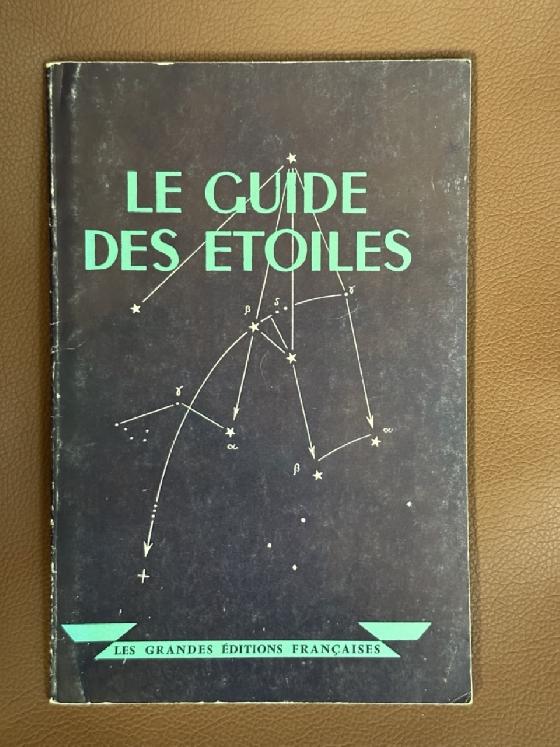 LE GUIDE
DES ETOILES
β δ γ
γ
α
α
β
LES GRANDES ÉDITIONS FRANÇAISES